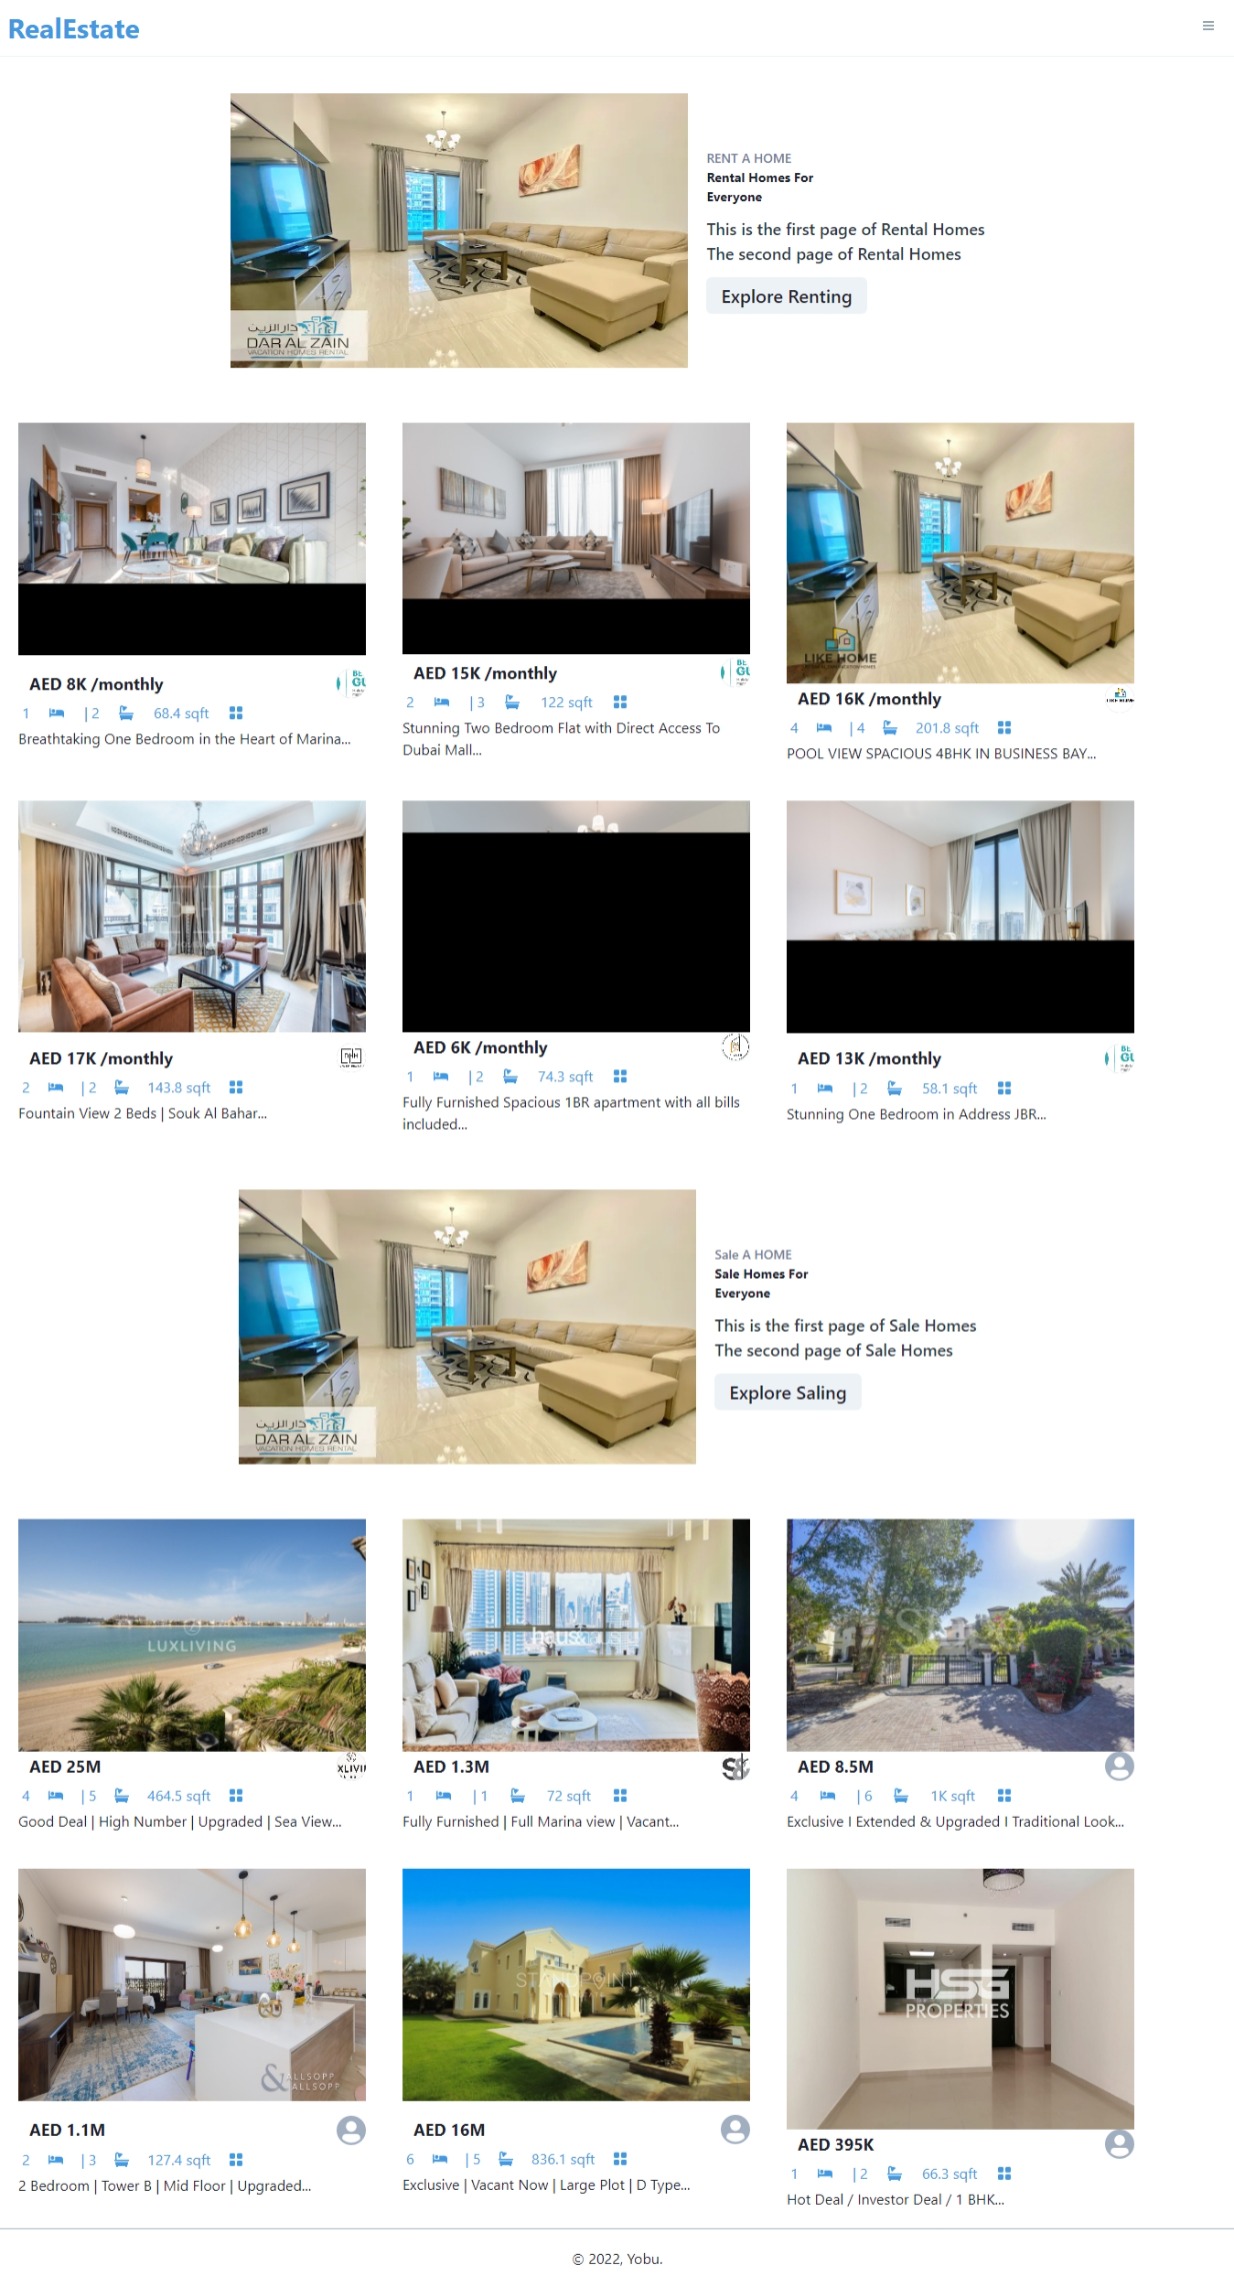 RealEstate
دار الزين
DAR AL ZAIN
VACATION HOMES RENTAL
RENT A HOME
Rental Homes For
Everyone
This is the first page of Rental Homes
The second page of Rental Homes
Explore Renting
AED 8K /monthly
1 | 2 68.4 sqft
Breathtaking One Bedroom in the Heart of Marina...
AED 15K /monthly
2 | 3 122 sqft
Stunning Two Bedroom Flat with Direct Access To
Dubai Mall...
LIKE HOME
AED 16K /monthly
4 | 4 201.8 sqft
POOL VIEW SPACIOUS 4BHK IN BUSINESS BAY...
AED 17K /monthly
2 | 2 143.8 sqft
Fountain View 2 Beds | Souk Al Bahar...
AED 6K /monthly
1 | 2 74.3 sqft
Fully Furnished Spacious 1BR apartment with all bills
included...
AED 13K /monthly
1 | 2 58.1 sqft
Stunning One Bedroom in Address JBR...
دار الزين
DAR AL ZAIN
VACATION HOMES RENTAL
Sale A HOME
Sale Homes For
Everyone
This is the first page of Sale Homes
The second page of Sale Homes
Explore Saling
LUXLIVING
AED 25M
XLIVI
4 | 5 464.5 sqft
Good Deal | High Number | Upgraded | Sea View...
haus&
AED 1.3M
1 | 1 72 sqft
Fully Furnished | Full Marina view | Vacant...
AED 8.5M
4 | 6 1K sqft
Exclusive I Extended & Upgraded I Traditional Look...
& ALLSOPP
ALLSOPP
AED 1.1M
2 | 3 127.4 sqft
2 Bedroom | Tower B | Mid Floor | Upgraded...
STANDPOINT
AED 16M
6 | 5 836.1 sqft
Exclusive | Vacant Now | Large Plot | D Type...
HSG
PROPERTIES
AED 395K
1 | 2 66.3 sqft
Hot Deal / Investor Deal / 1 BHK...
© 2022, Yobu.